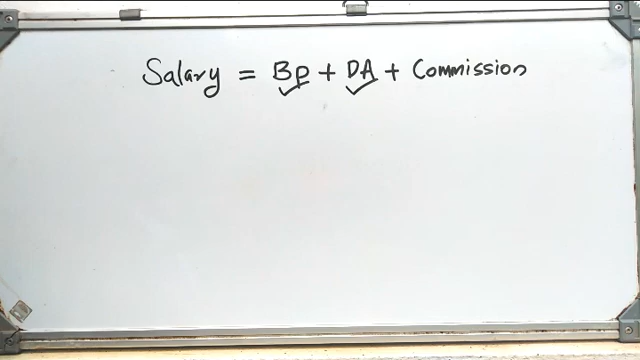 Salary = BP + DA + Commission